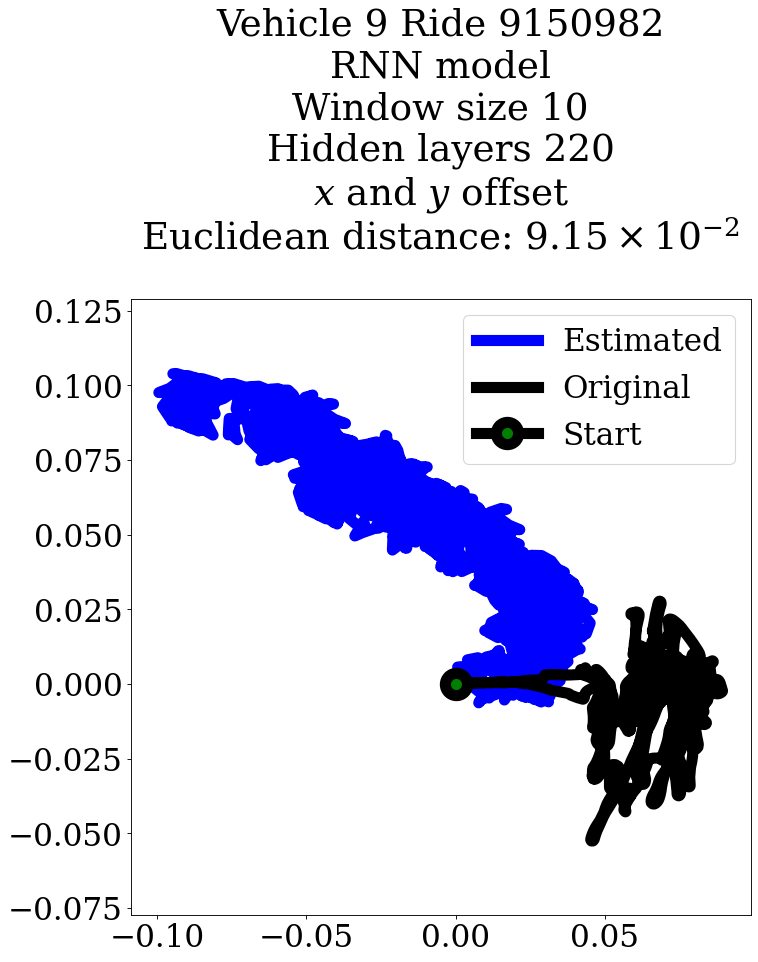 Vehicle 9 Ride 9150982
RNN model
Window size 10
Hidden layers 220
x and y offset
Euclidean distance: 9.15 × 10⁻²
0.125
0.100
0.075
0.050
0.025
0.000
−0.025
−0.050
−0.075
Estimated
Original
Start
−0.10 −0.05 0.00 0.05